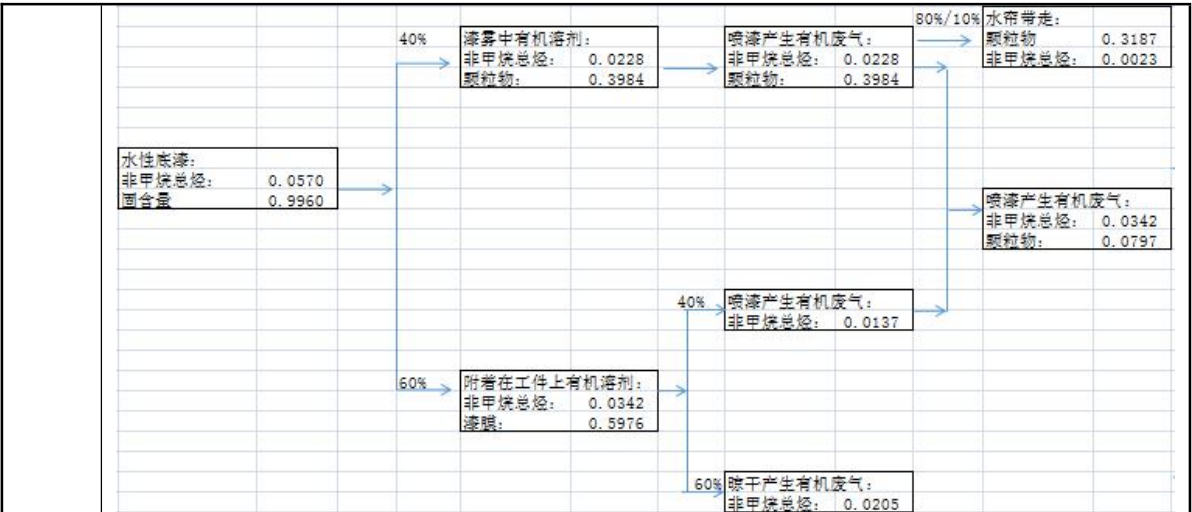 80%/10%
水帘带走：
颗粒物 0.3187
非甲烷总烃： 0.0023
40%
漆雾中有机溶剂：
非甲烷总烃： 0.0228
颗粒物： 0.3984
喷漆产生有机废气：
非甲烷总烃： 0.0228
颗粒物： 0.3984
水性底漆：
非甲烷总烃： 0.0570
固含量 0.9960
喷漆产生有机废气：
非甲烷总烃： 0.0342
颗粒物： 0.0797
40%
喷漆产生有机废气：
非甲烷总烃： 0.0137
60%
附着在工件上有机溶剂：
非甲烷总烃： 0.0342
漆膜： 0.5976
60%
晾干产生有机废气：
非甲烷总烃： 0.0205